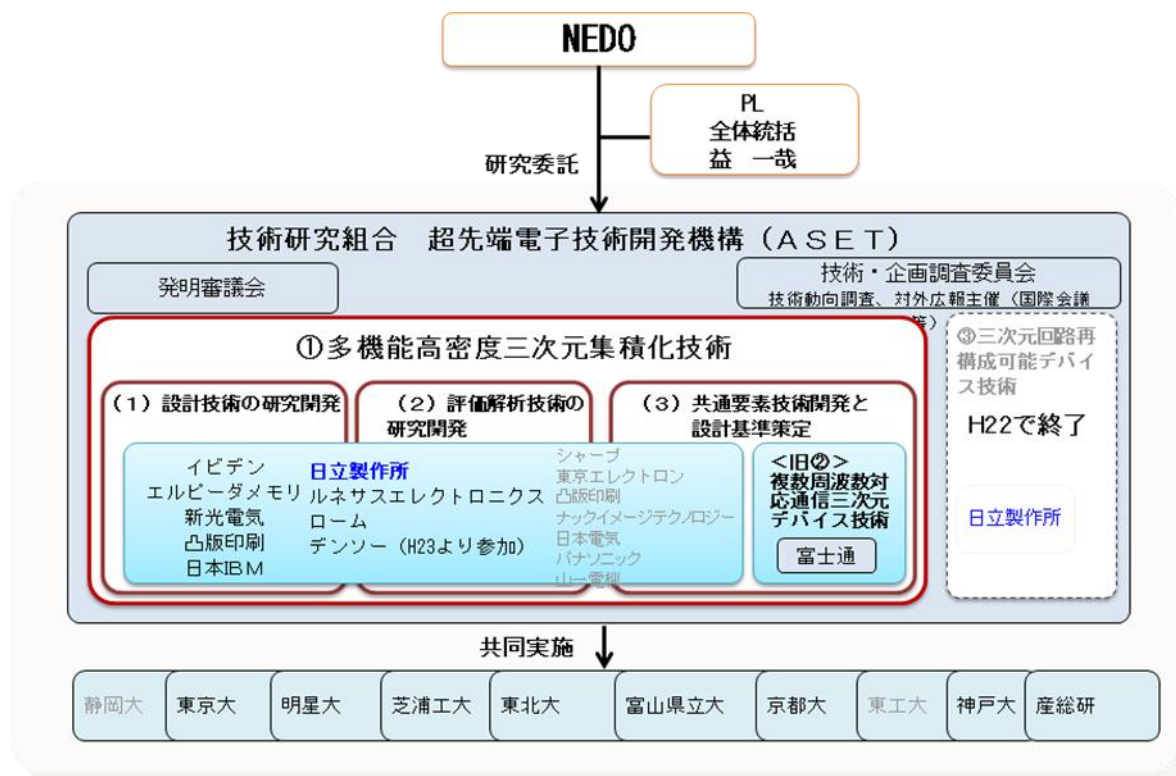 NEDO
PL
全体統括
益　一哉
研究委託
技術研究組合　超先端電子技術開発機構（ASET）
発明審議会
技術・企画調査委員会
技術動向調査、対外広報主催（国際会議
等）
①多機能高密度三次元集積化技術
（1）設計技術の研究開発
（2）評価解析技術の
研究開発
（3）共通要素技術開発と
設計基準策定
イビデン
エルピーダメモリ
新光電気
凸版印刷
日本IBM
日立製作所
ルネサスエレクトロニクス
ローム
デンソー（H23より参加）
シャープ
東京エレクトロン
凸版印刷
ナックイメージテクノロジー
日本電気
パナソニック
山一電機
＜旧②＞
複数周波数対
応通信三次元
デバイス技術
富士通
③三次元回路再
構成可能デバイ
ス技術
H22で終了
日立製作所
共同実施
静岡大
東京大
明星大
芝浦工大
東北大
富山県立大
京都大
東工大
神戸大
産総研